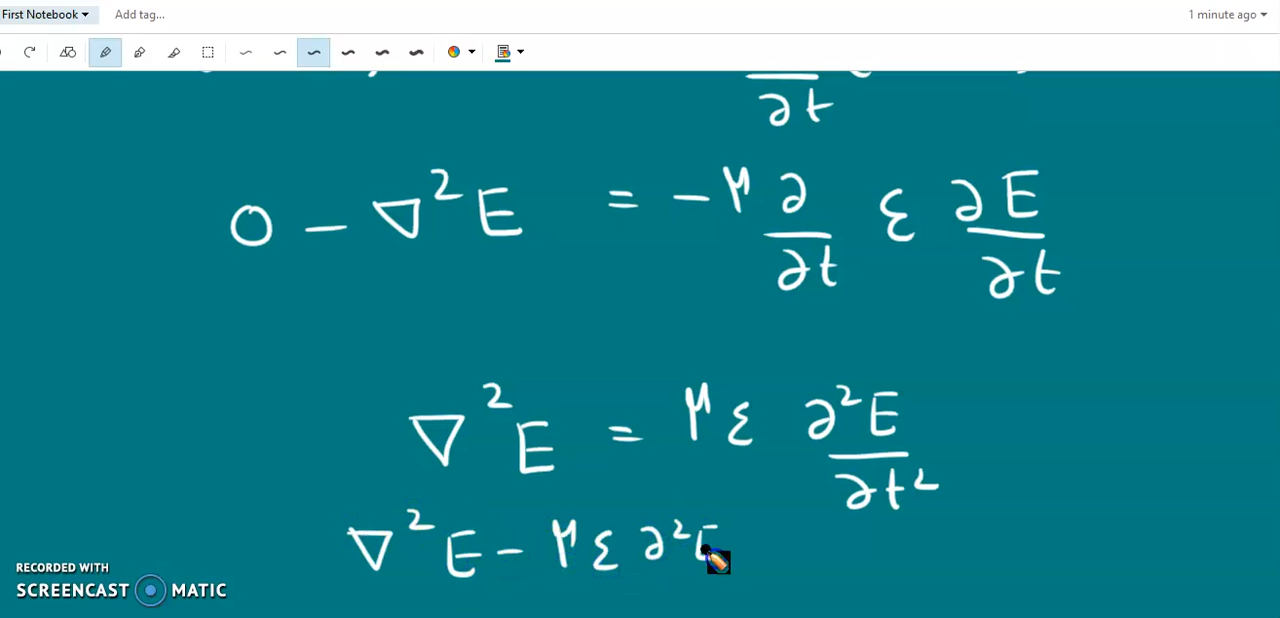 First Notebook Add tag... 1 minute ago
∂t
0 − ∇²E = −μ ∂/∂t ε ∂E/∂t
∇²E = με ∂²E/∂t²
∇²E − με ∂²E
RECORDED WITH
SCREENCAST MATIC